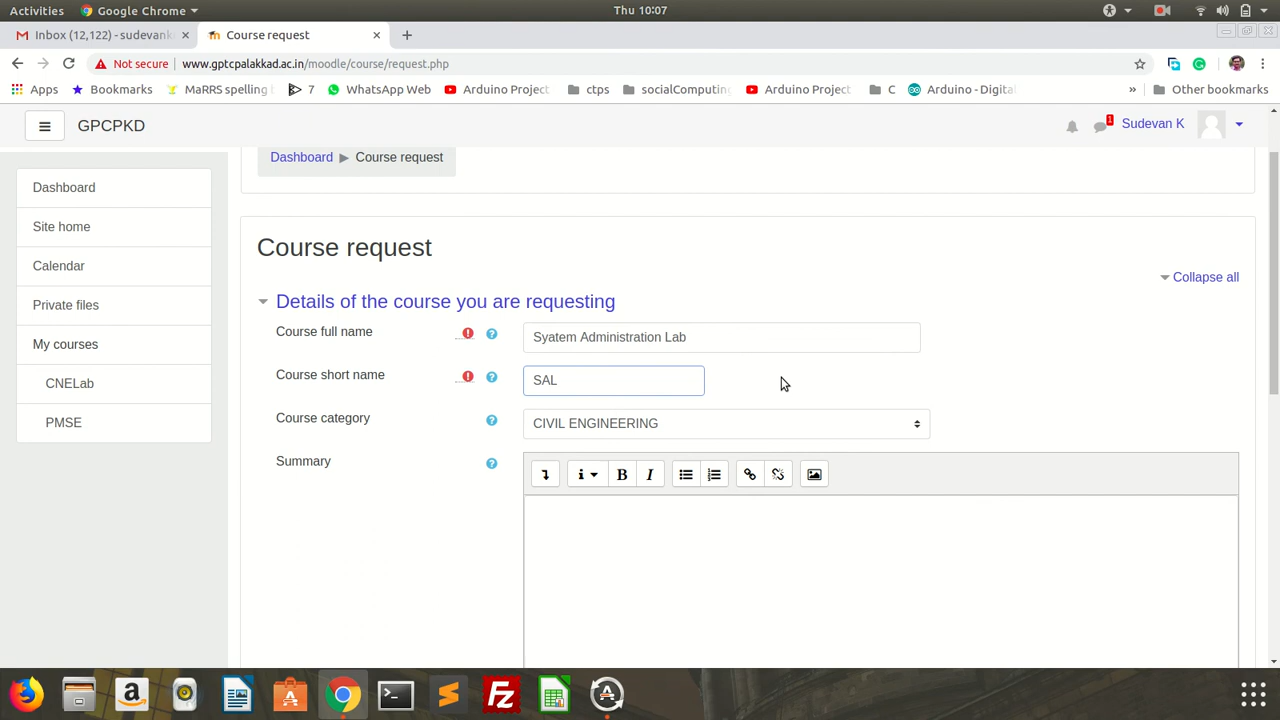 Activities Google Chrome Thu 10:07
Inbox (12,122) - sudevank Course request
Not secure www.gptcpalakkad.ac.in/moodle/course/request.php
Apps Bookmarks MaRRS spelling 7 WhatsApp Web Arduino Project ctps socialComputing Arduino Project C Arduino - Digital » Other bookmarks
GPCPKD 1 Sudevan K
Dashboard Course request
Dashboard
Site home
Calendar
Private files
My courses
CNELab
PMSE
Course request
Collapse all
Details of the course you are requesting
Course full name Syatem Administration Lab
Course short name SAL
Course category CIVIL ENGINEERING
Summary
i B I